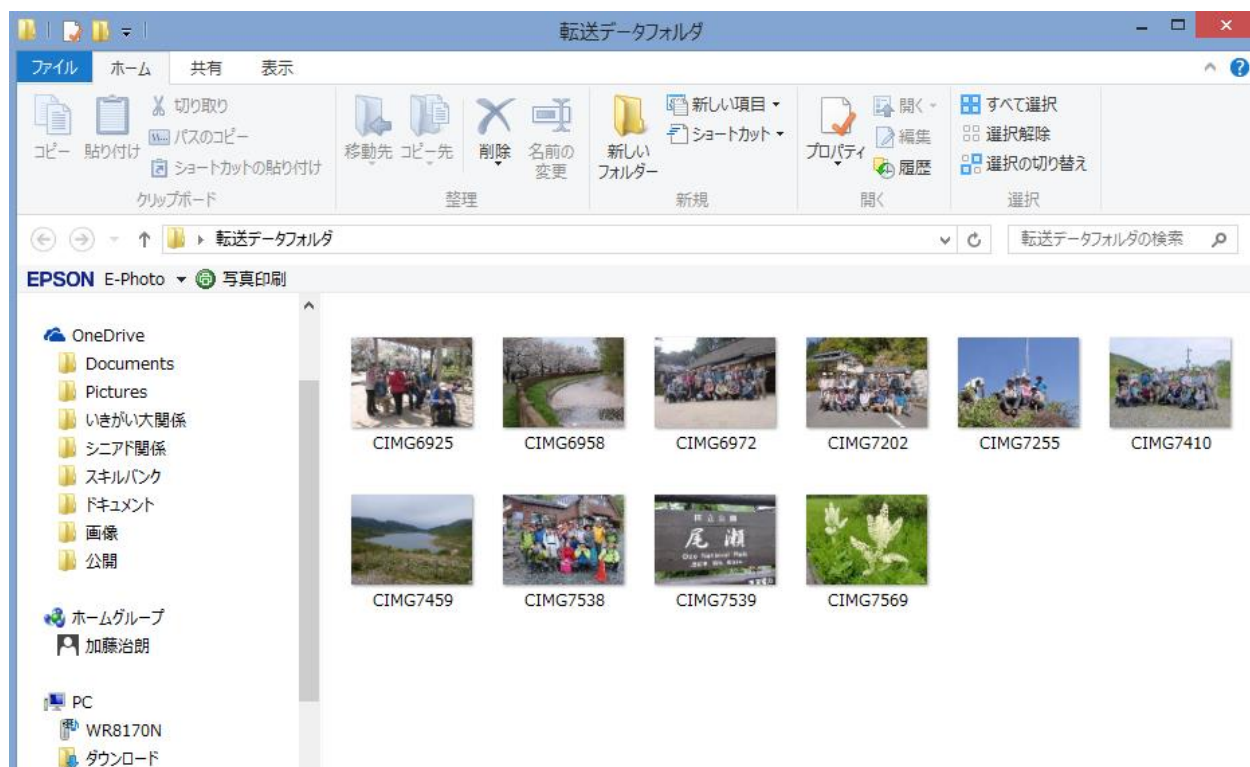 転送データフォルダ
ファイル ホーム 共有 表示
コピー 貼り付け 切り取り パスのコピー ショートカットの貼り付け
クリップボード
移動先 コピー先 削除 名前の変更
整理
新しいフォルダー 新しい項目 ショートカット
新規
プロパティ 開く 編集 履歴
開く
すべて選択 選択解除 選択の切り替え
選択
転送データフォルダ
転送データフォルダの検索
EPSON E-Photo 写真印刷
OneDrive
Documents
Pictures
いきがい大関係
シニアド関係
スキルバンク
ドキュメント
画像
公開
ホームグループ
加藤治朗
PC
WR8170N
ダウンロード
CIMG6925 CIMG6958 CIMG6972 CIMG7202 CIMG7255 CIMG7410
国立公園
尾瀬
Oze National Park
CIMG7459 CIMG7538 CIMG7539 CIMG7569